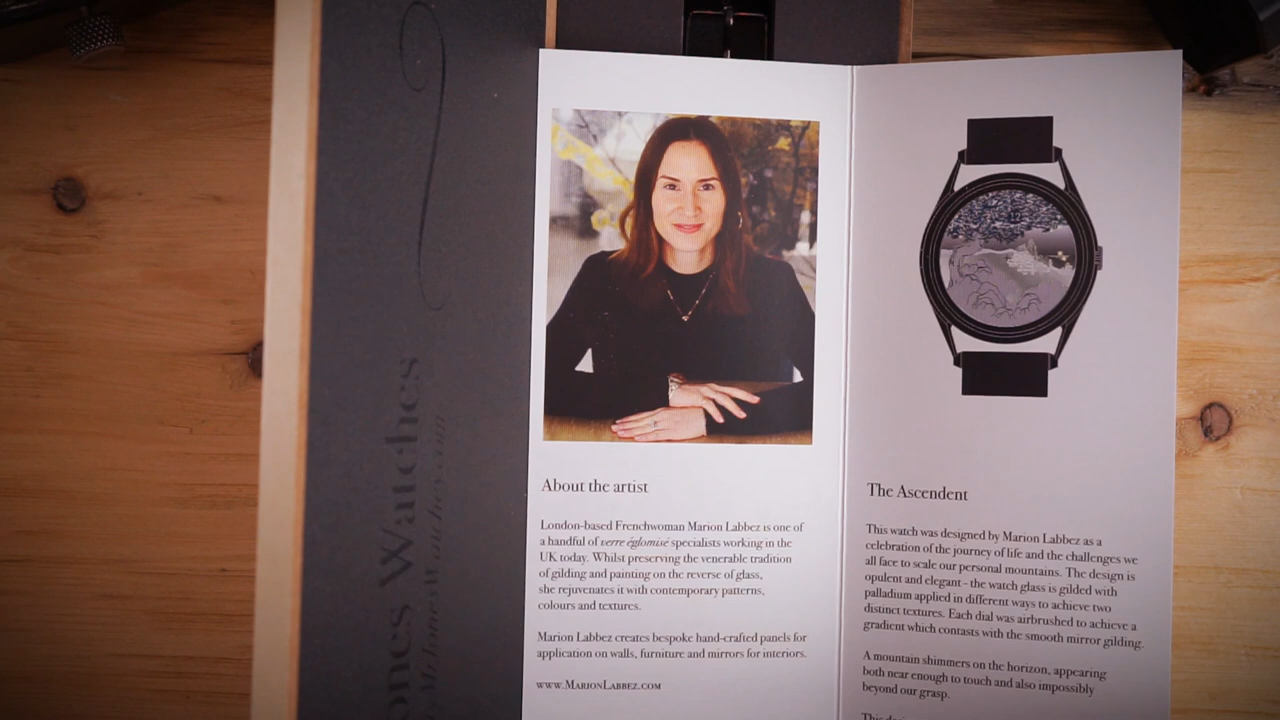 ones Watches
MrJonesWatches.com
About the artist
London-based Frenchwoman Marion Labbez is one of
a handful of verre églomisé specialists working in the
UK today. Whilst preserving the venerable tradition
of gilding and painting on the reverse of glass,
she rejuvenates it with contemporary patterns,
colours and textures.
Marion Labbez creates bespoke hand-crafted panels for
application on walls, furniture and mirrors for interiors.
www.MarionLabbez.com
The Ascendent
This watch was designed by Marion Labbez as a
celebration of the journey of life and the challenges we
all face to scale our personal mountains. The design is
opulent and elegant - the watch glass is gilded with
palladium applied in different ways to achieve two
distinct textures. Each dial was airbrushed to achieve a
gradient which contasts with the smooth mirror gilding.
A mountain shimmers on the horizon, appearing
both near enough to touch and also impossibly
beyond our grasp.